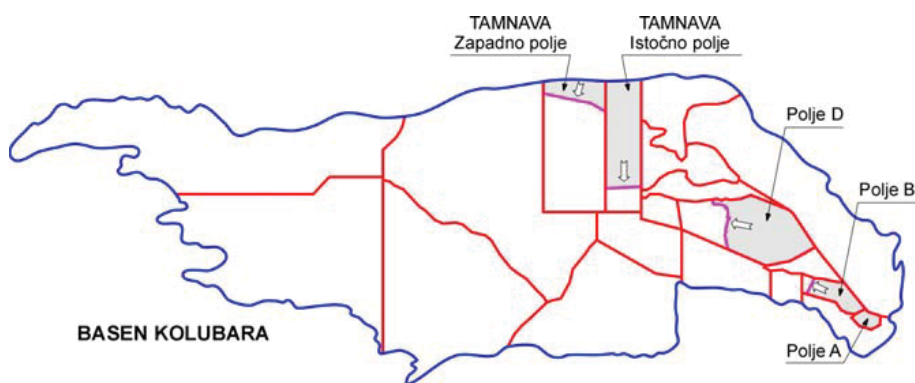 TAMNAVA
Zapadno polje
TAMNAVA
Istočno polje
Polje D
Polje B
BASEN KOLUBARA
Polje A